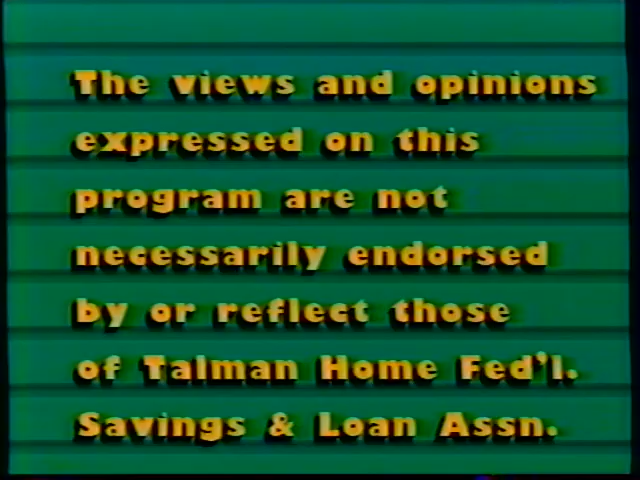 The views and opinions
expressed on this
program are not
necessarily endorsed
by or reflect those
of Talman Home Fed'l.
Savings & Loan Assn.